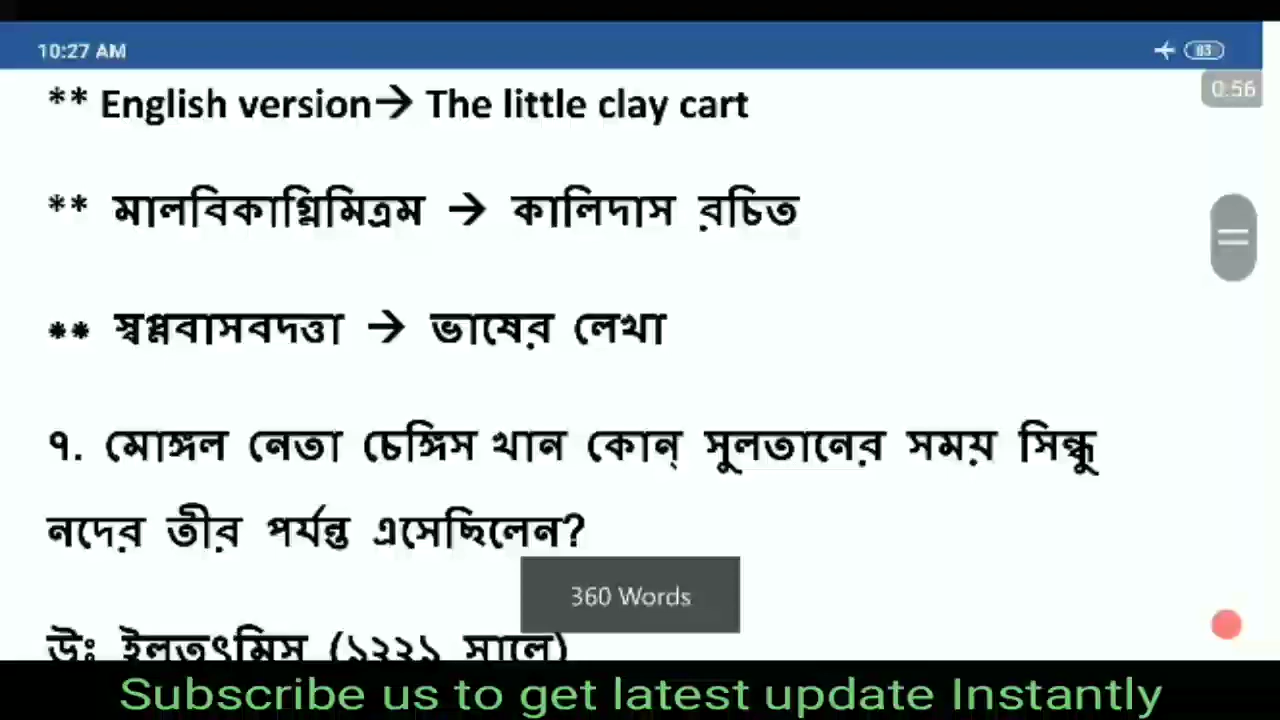 10:27 AM
83
0:56
** English version→ The little clay cart
** মালবিকাগ্নিমিত্রম → কালিদাস রচিত
** স্বপ্নবাসবদত্তা → ভাষের লেখা
৭. মোঙ্গল নেতা চেঙ্গিস খান কোন্ সুলতানের সময় সিন্ধু
নদের তীর পর্যন্ত এসেছিলেন?
360 Words
উঃ ইলতুৎমিস (১২২১ সালে)
Subscribe us to get latest update Instantly